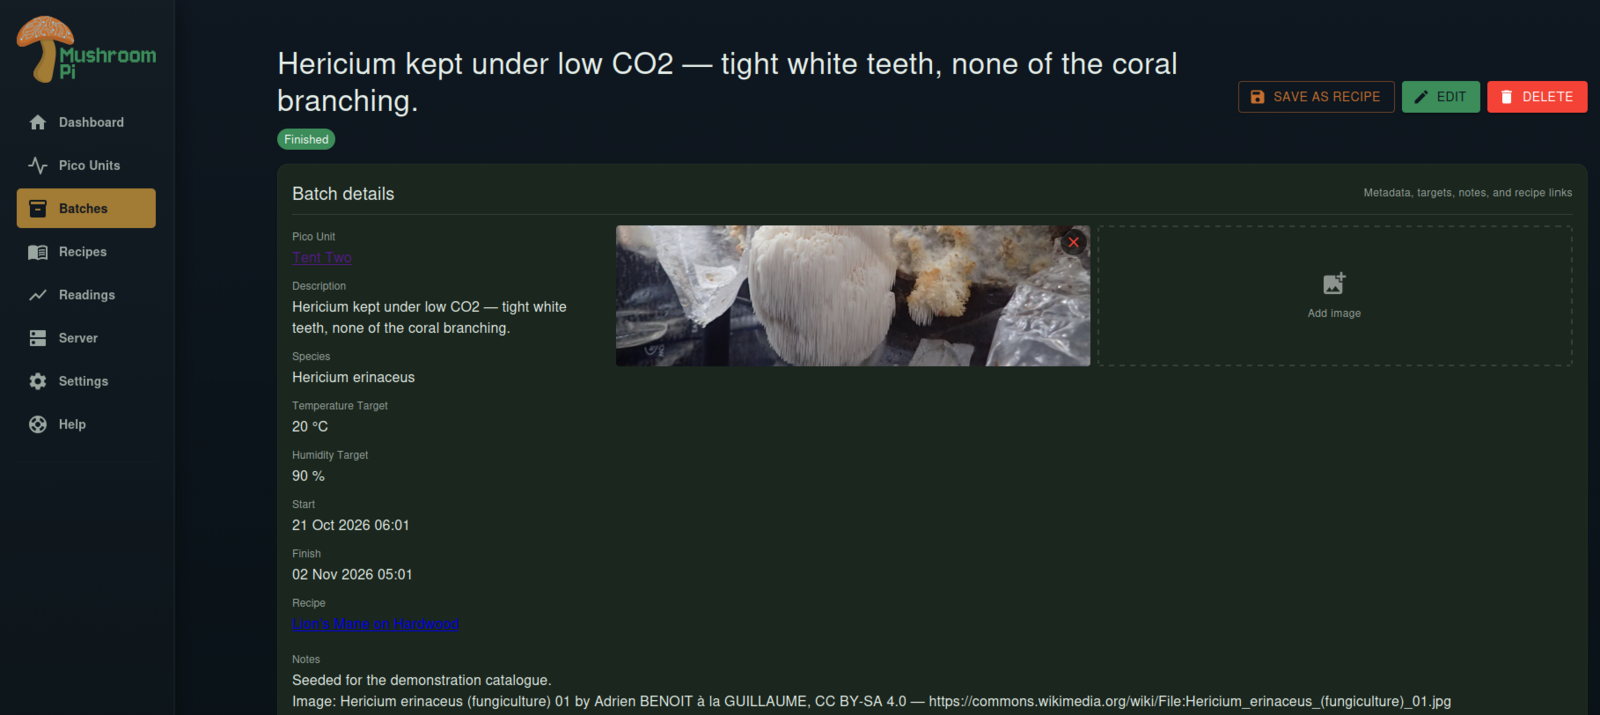 Mushroom
Pi
Dashboard
Pico Units
Batches
Recipes
Readings
Server
Settings
Help
Hericium kept under low CO2 — tight white teeth, none of the coral
branching.
Finished
SAVE AS RECIPE
EDIT
DELETE
Batch details
Metadata, targets, notes, and recipe links
Pico Unit
Tent Two
Description
Hericium kept under low CO2 — tight white
teeth, none of the coral branching.
Species
Hericium erinaceus
Temperature Target
20 °C
Humidity Target
90 %
Start
21 Oct 2026 06:01
Finish
02 Nov 2026 05:01
Recipe
Lion's Mane on Hardwood
Notes
Seeded for the demonstration catalogue.
Image: Hericium erinaceus (fungiculture) 01 by Adrien BENOIT à la GUILLAUME, CC BY-SA 4.0 — https://commons.wikimedia.org/wiki/File:Hericium_erinaceus_(fungiculture)_01.jpg
Add image